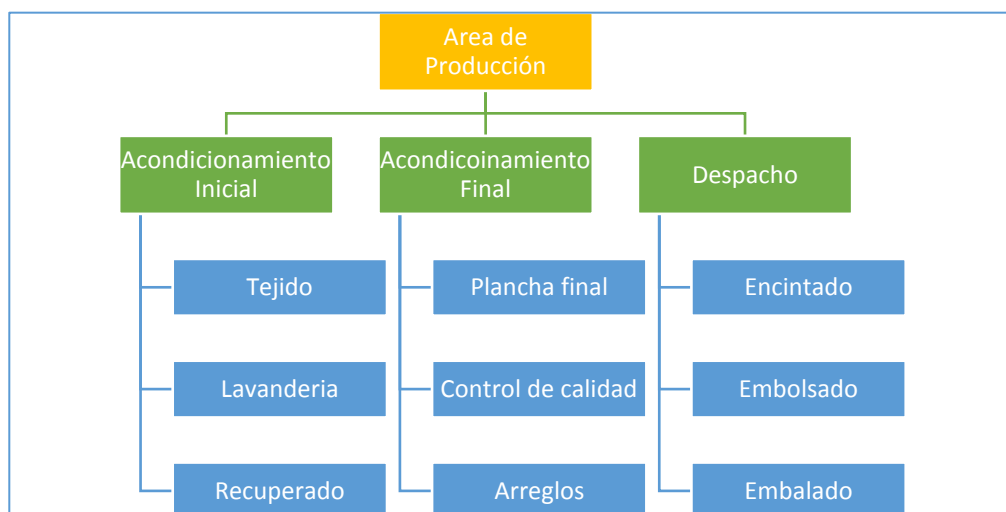 Area de
Producción
Acondicionamiento
Inicial
Acondicoinamiento
Final
Despacho
Tejido
Plancha final
Encintado
Lavanderia
Control de calidad
Embolsado
Recuperado
Arreglos
Embalado